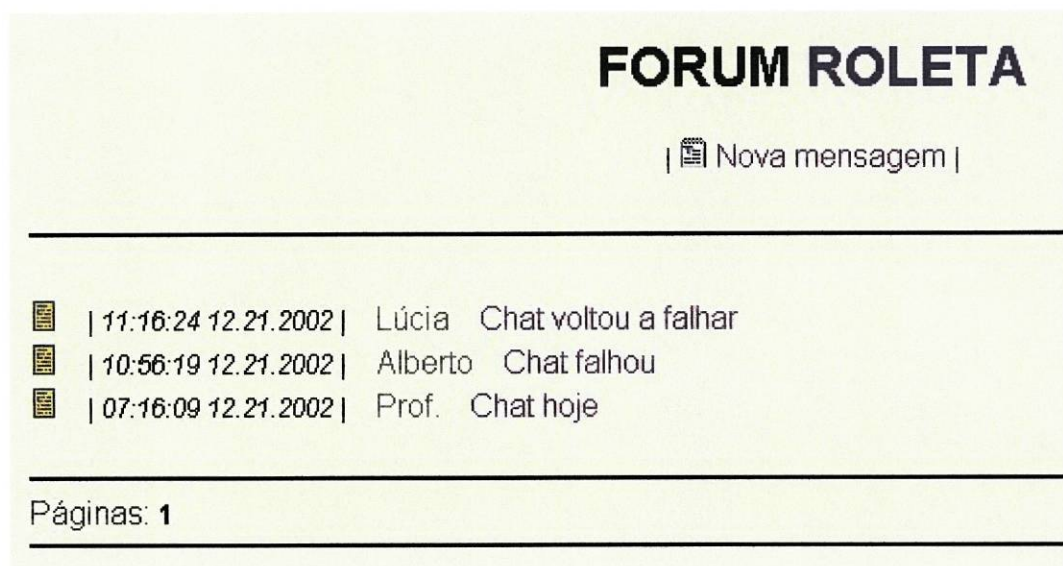 FORUM ROLETA
| Nova mensagem |
| 11:16:24 12.21.2002 | Lúcia Chat voltou a falhar
| 10:56:19 12.21.2002 | Alberto Chat falhou
| 07:16:09 12.21.2002 | Prof. Chat hoje
Páginas: 1